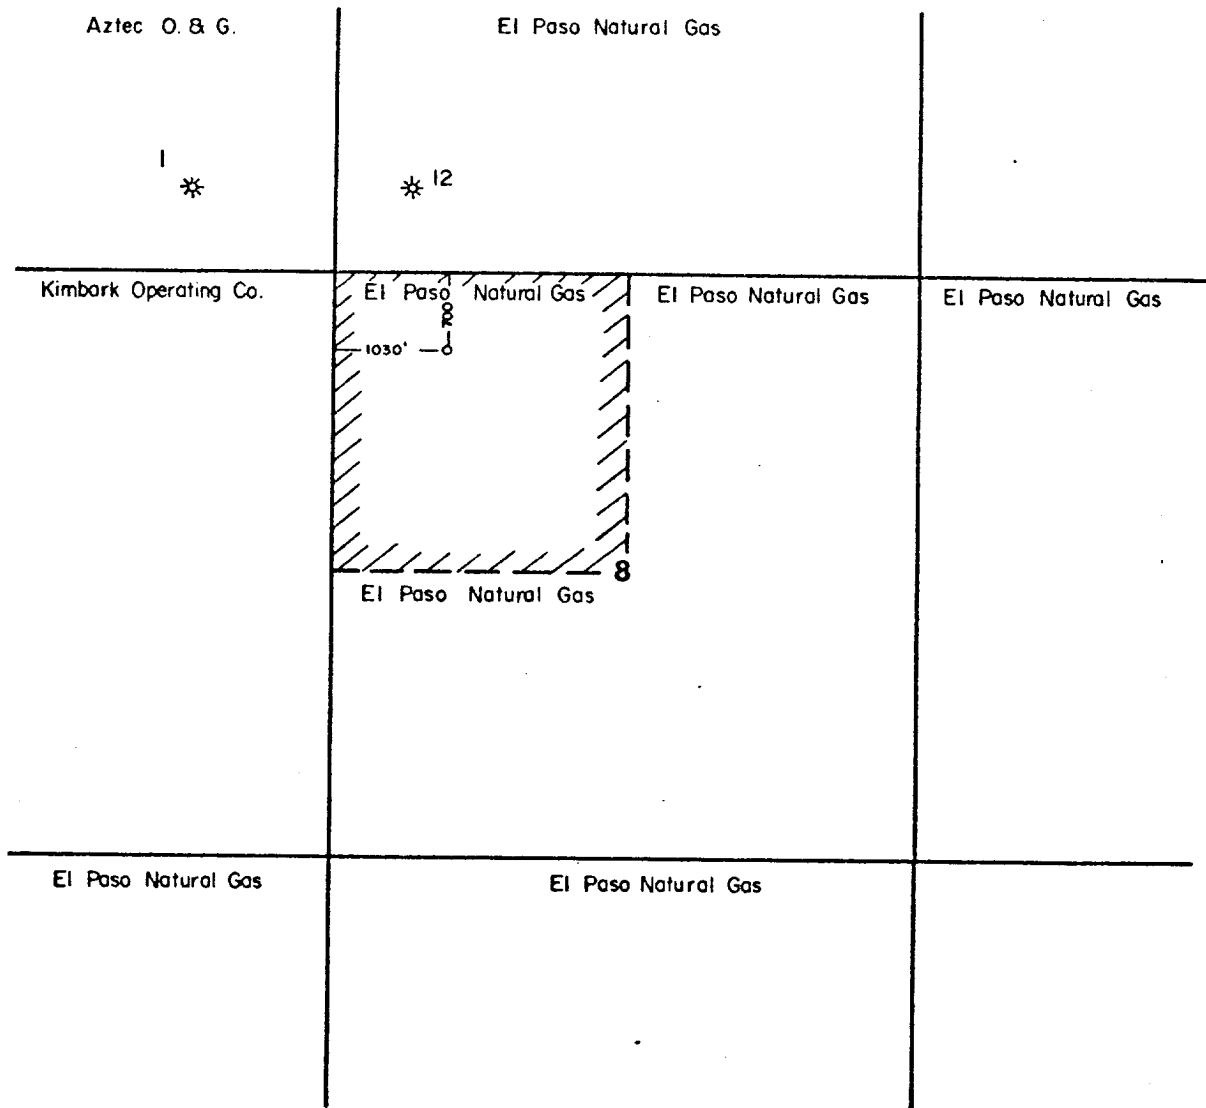 Aztec O. & G.
El Paso Natural Gas
1
12
Kimbark Operating Co.
El Paso Natural Gas
El Paso Natural Gas
El Paso Natural Gas
700
1030'
8
El Paso Natural Gas
El Paso Natural Gas
El Paso Natural Gas